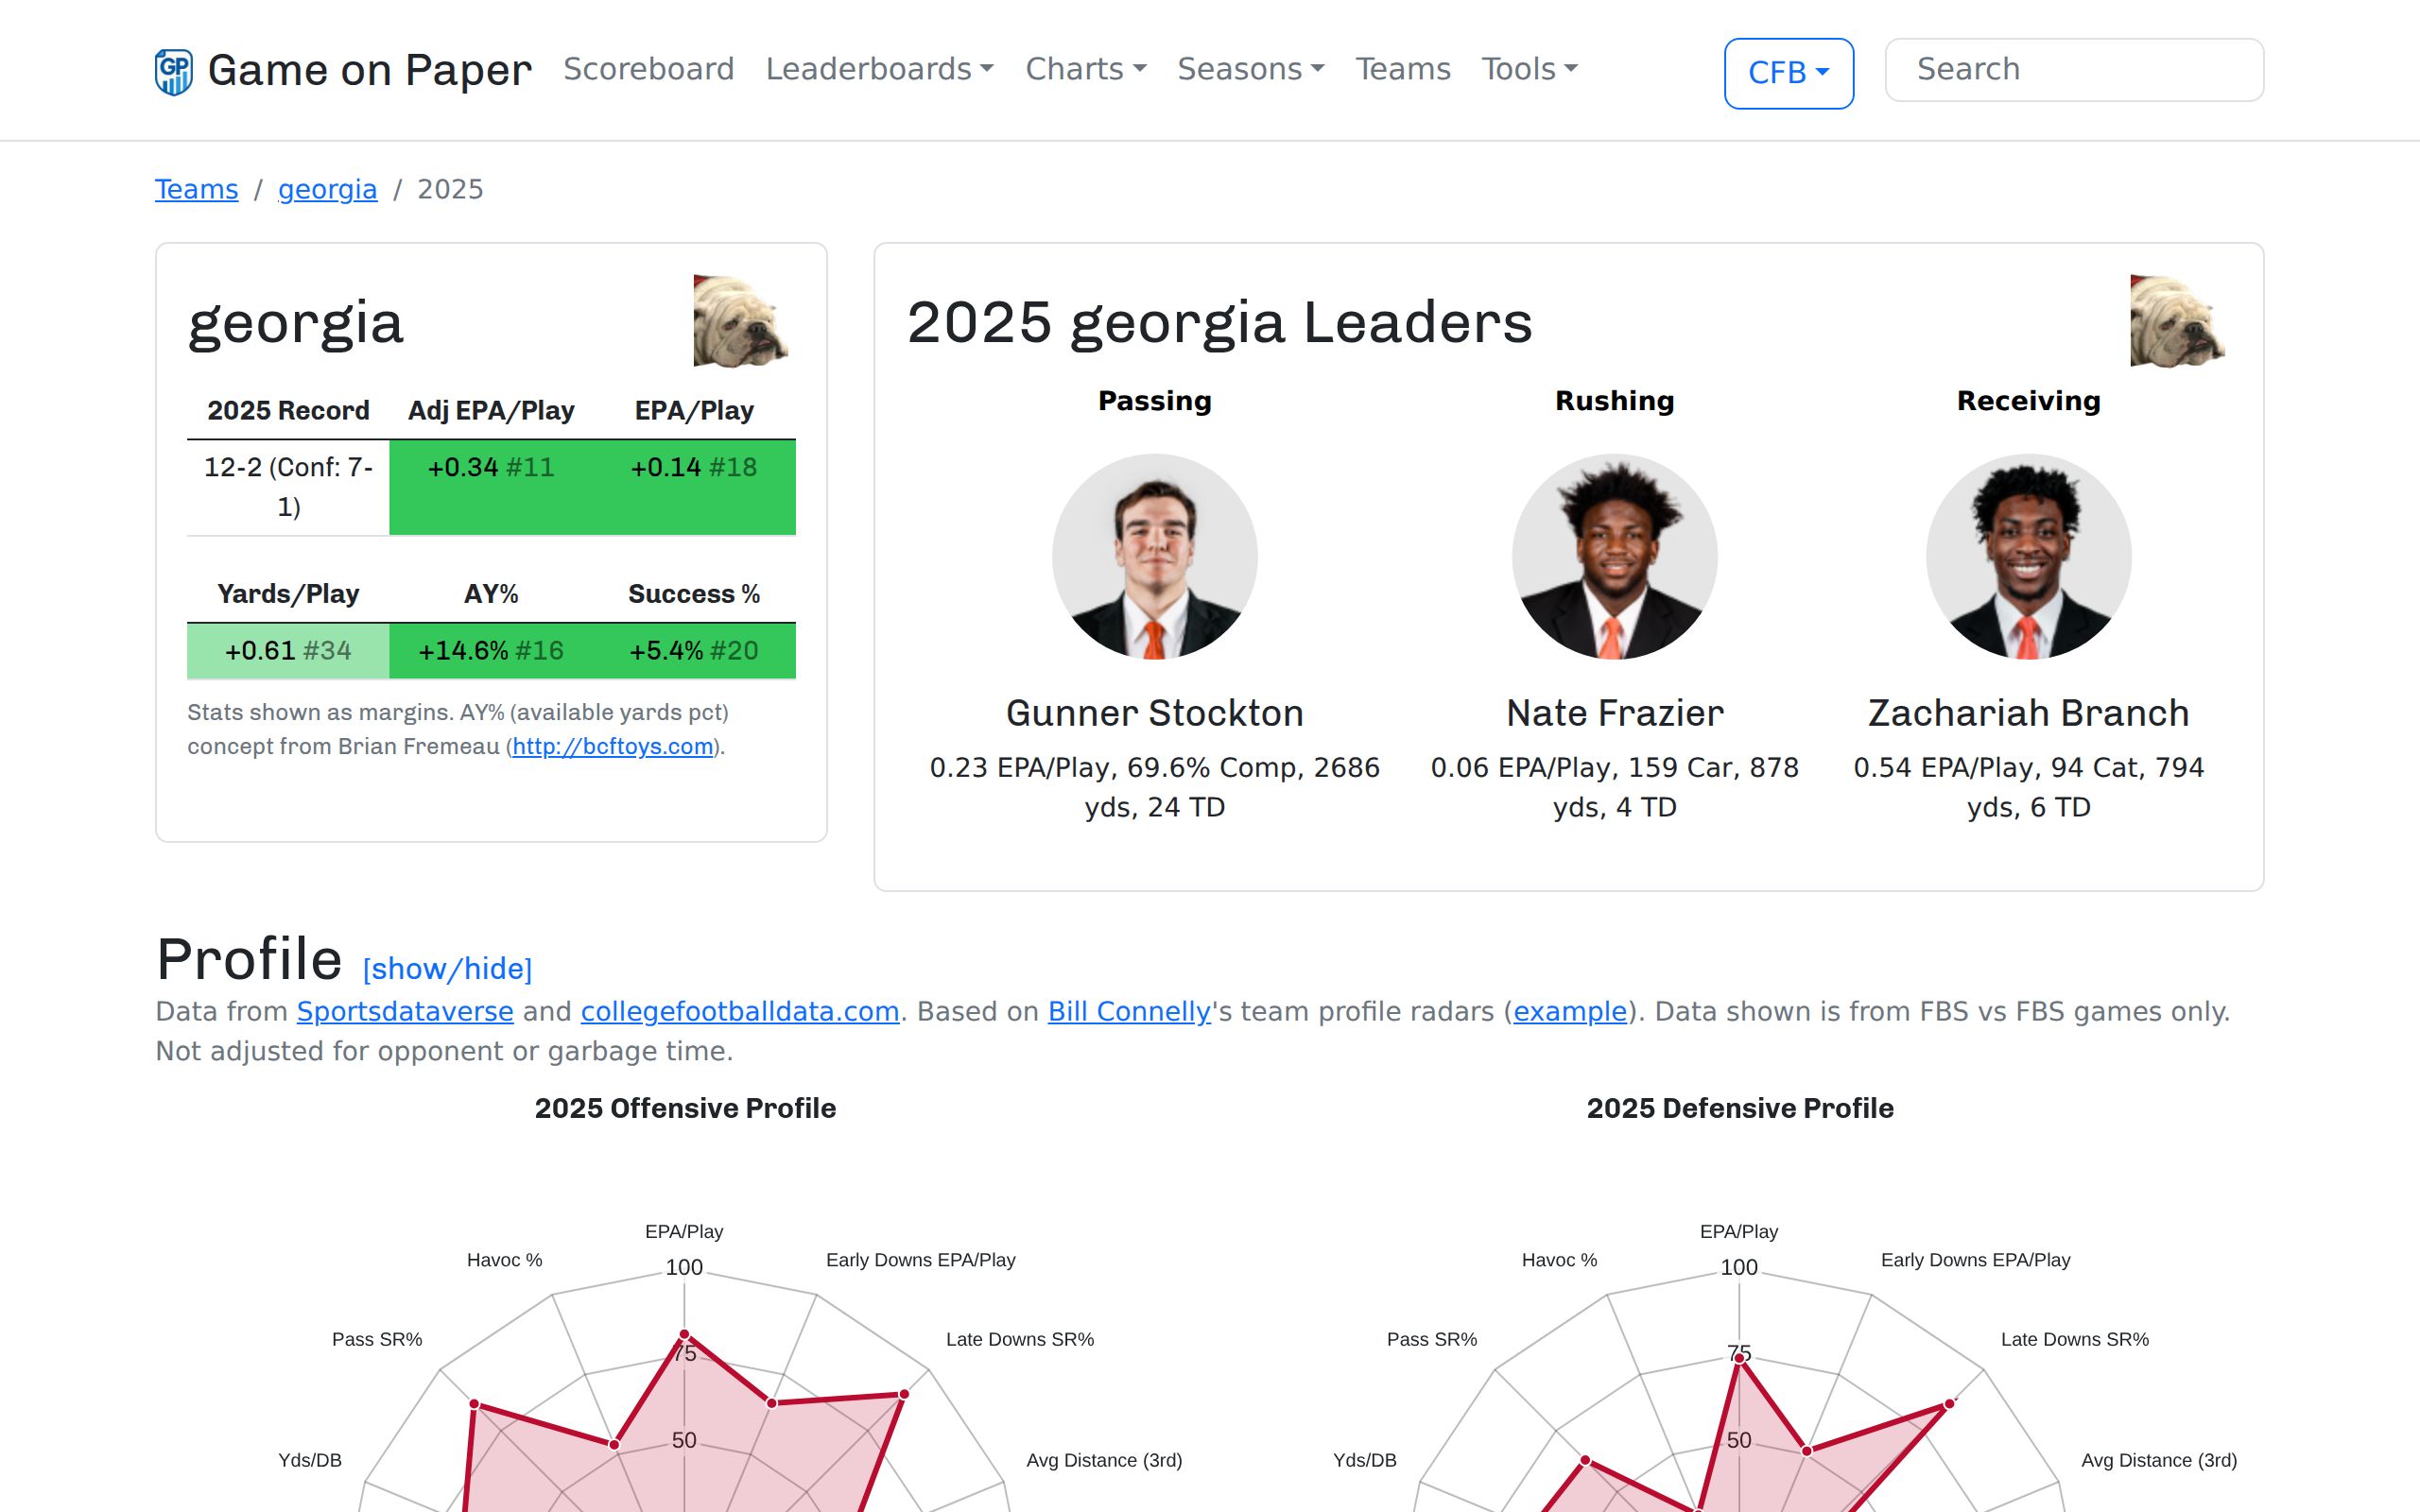 GP Game on Paper Scoreboard Leaderboards Charts Seasons Teams Tools CFB Search
Teams / georgia / 2025
georgia
2025 Record Adj EPA/Play EPA/Play
12-2 (Conf: 7-
1)
+0.34 #11 +0.14 #18
Yards/Play AY% Success %
+0.61 #34 +14.6% #16 +5.4% #20
Stats shown as margins. AY% (available yards pct)
concept from Brian Fremeau (http://bcftoys.com).
2025 georgia Leaders
Passing Rushing Receiving
Gunner Stockton
0.23 EPA/Play, 69.6% Comp, 2686
yds, 24 TD
Nate Frazier
0.06 EPA/Play, 159 Car, 878
yds, 4 TD
Zachariah Branch
0.54 EPA/Play, 94 Cat, 794
yds, 6 TD
Profile [show/hide]
Data from Sportsdataverse and collegefootballdata.com. Based on Bill Connelly's team profile radars (example). Data shown is from FBS vs FBS games only.
Not adjusted for opponent or garbage time.
2025 Offensive Profile
EPA/Play
Havoc % Early Downs EPA/Play
100
Pass SR% Late Downs SR%
75
50
Yds/DB Avg Distance (3rd)
2025 Defensive Profile
EPA/Play
Havoc % Early Downs EPA/Play
100
Pass SR% Late Downs SR%
75
50
Yds/DB Avg Distance (3rd)